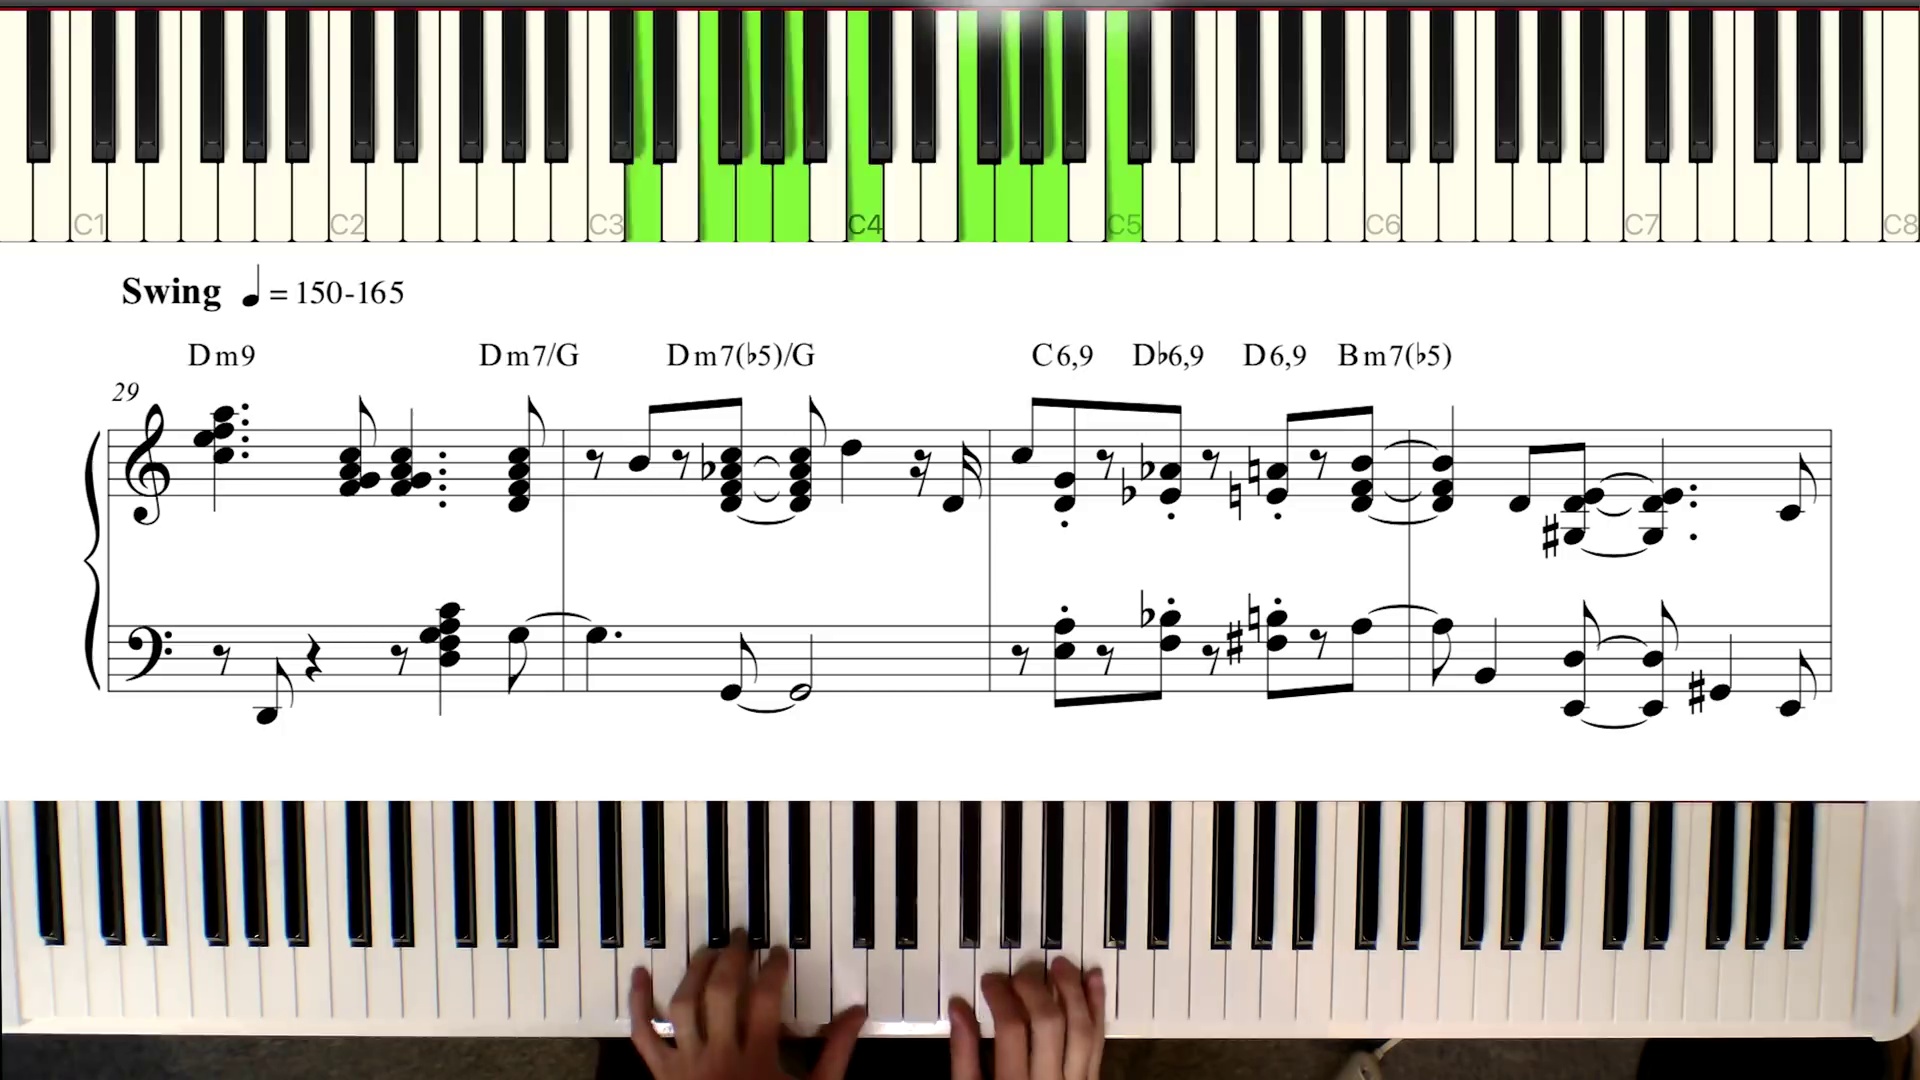 C1 C2 C3 C4 C5 C6 C7 C8
Swing ♩ = 150-165
Dm9 Dm7/G Dm7(♭5)/G C6,9 D♭6,9 D6,9 Bm7(♭5)
29